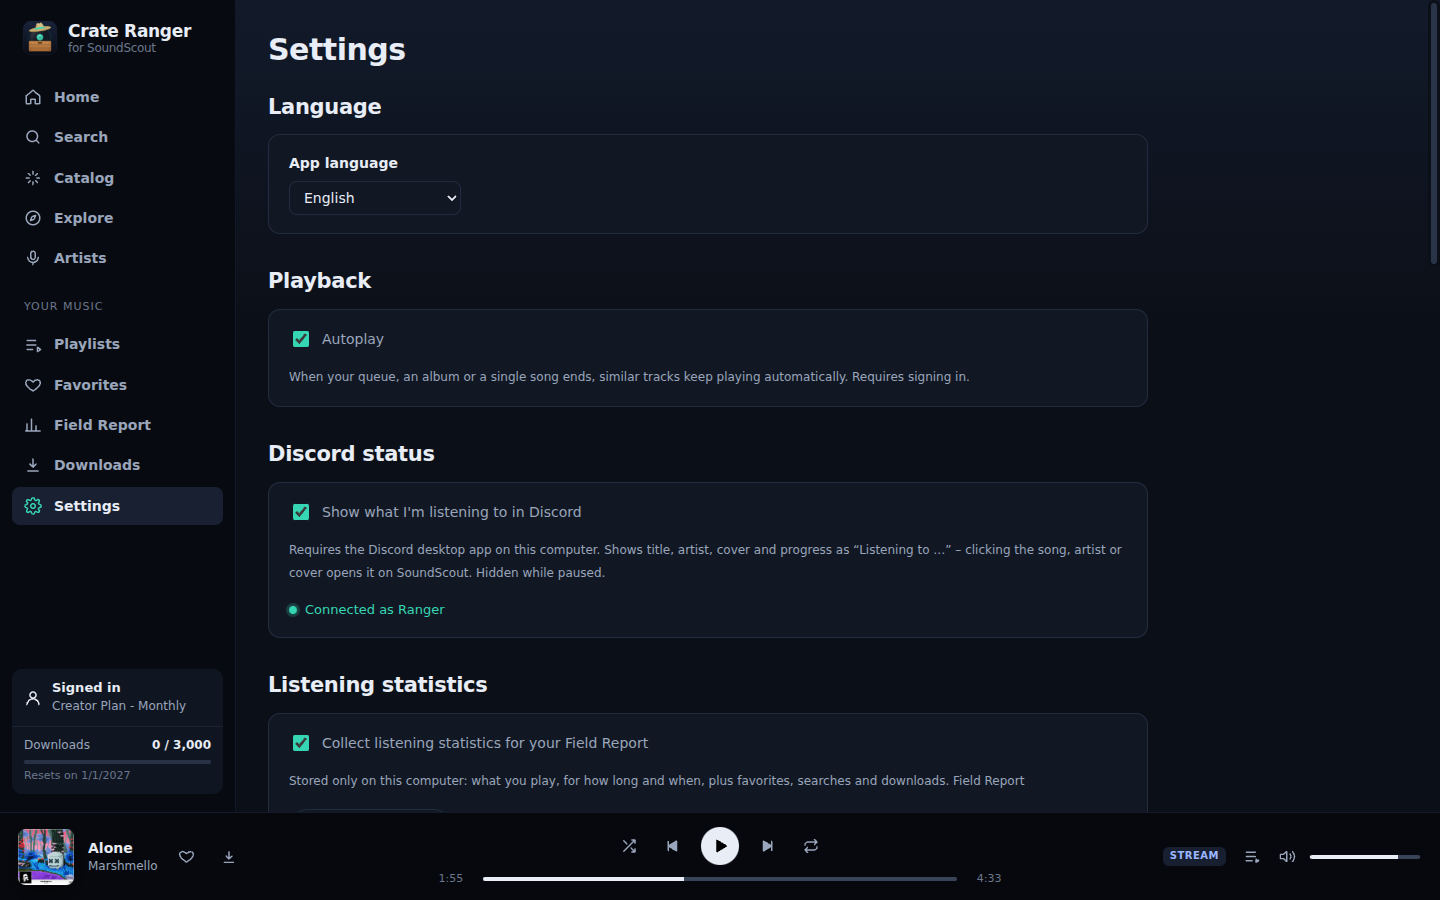 Crate Ranger
for SoundScout
Home
Search
Catalog
Explore
Artists
YOUR MUSIC
Playlists
Favorites
Field Report
Downloads
Settings
Signed in
Creator Plan - Monthly
Downloads 0 / 3,000
Resets on 1/1/2027
Settings
Language
App language
English
Playback
Autoplay
When your queue, an album or a single song ends, similar tracks keep playing automatically. Requires signing in.
Discord status
Show what I'm listening to in Discord
Requires the Discord desktop app on this computer. Shows title, artist, cover and progress as “Listening to ...” – clicking the song, artist or
cover opens it on SoundScout. Hidden while paused.
Connected as Ranger
Listening statistics
Collect listening statistics for your Field Report
Stored only on this computer: what you play, for how long and when, plus favorites, searches and downloads. Field Report
Alone
Marshmello
1:55
4:33
STREAM